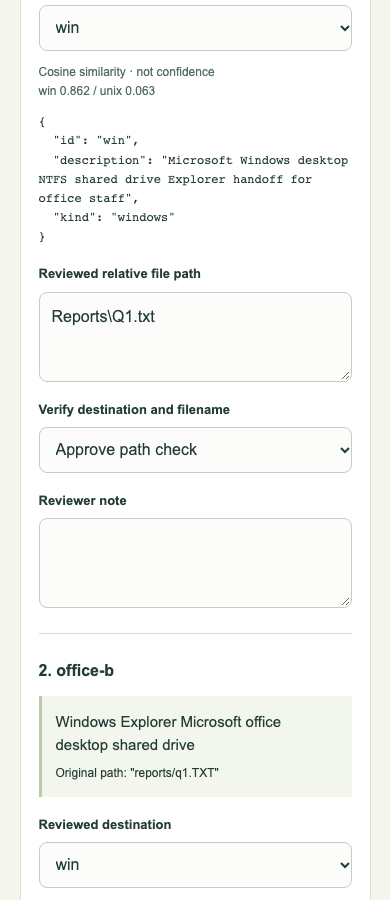 win
Cosine similarity · not confidence
win 0.862 / unix 0.063
{
  "id": "win",
  "description": "Microsoft Windows desktop
NTFS shared drive Explorer handoff for
office staff",
  "kind": "windows"
}
Reviewed relative file path
Reports\Q1.txt
Verify destination and filename
Approve path check
Reviewer note
2. office-b
Windows Explorer Microsoft office
desktop shared drive
Original path: "reports/q1.TXT"
Reviewed destination
win